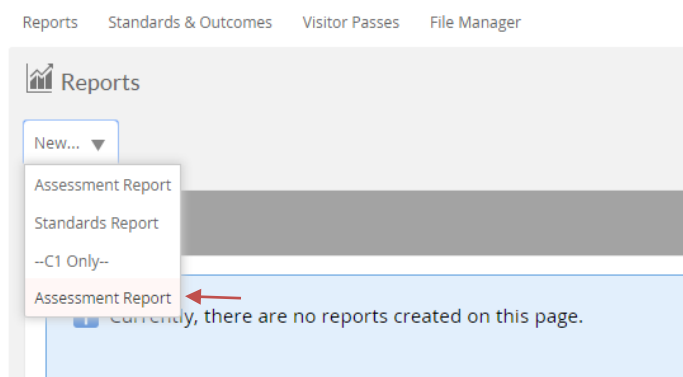 Reports Standards & Outcomes Visitor Passes File Manager
Reports
New...
Assessment Report
Standards Report
--C1 Only--
Assessment Report
Currently, there are no reports created on this page.